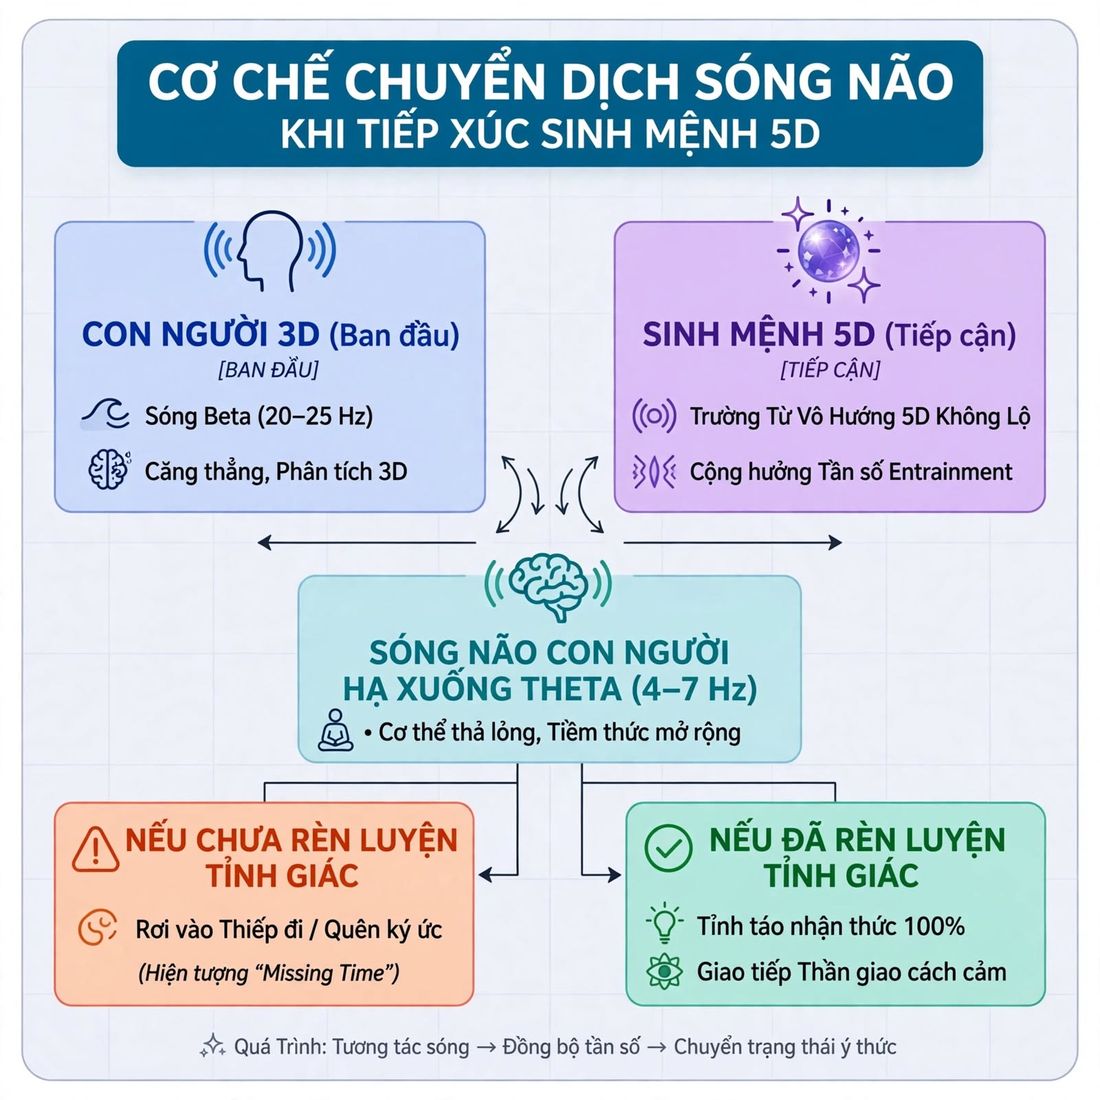 CƠ CHẾ CHUYỂN DỊCH SÓNG NÃO
KHI TIẾP XÚC SINH MỆNH 5D
CON NGƯỜI 3D (Ban đầu)
[BAN ĐẦU]
Sóng Beta (20–25 Hz)
Căng thẳng, Phân tích 3D
SINH MỆNH 5D (Tiếp cận)
[TIẾP CẬN]
Trường Từ Vô Hướng 5D Không Lộ
Cộng hưởng Tần số Entrainment
SÓNG NÃO CON NGƯỜI
HẠ XUỐNG THETA (4–7 Hz)
• Cơ thể thả lỏng, Tiềm thức mở rộng
NẾU CHƯA RÈN LUYỆN
TỈNH GIÁC
Rơi vào Thiếp đi / Quên ký ức
(Hiện tượng “Missing Time”)
NẾU ĐÃ RÈN LUYỆN
TỈNH GIÁC
Tỉnh táo nhận thức 100%
Giao tiếp Thần giao cách cảm
Quá Trình: Tương tác sóng → Đồng bộ tần số → Chuyển trạng thái ý thức